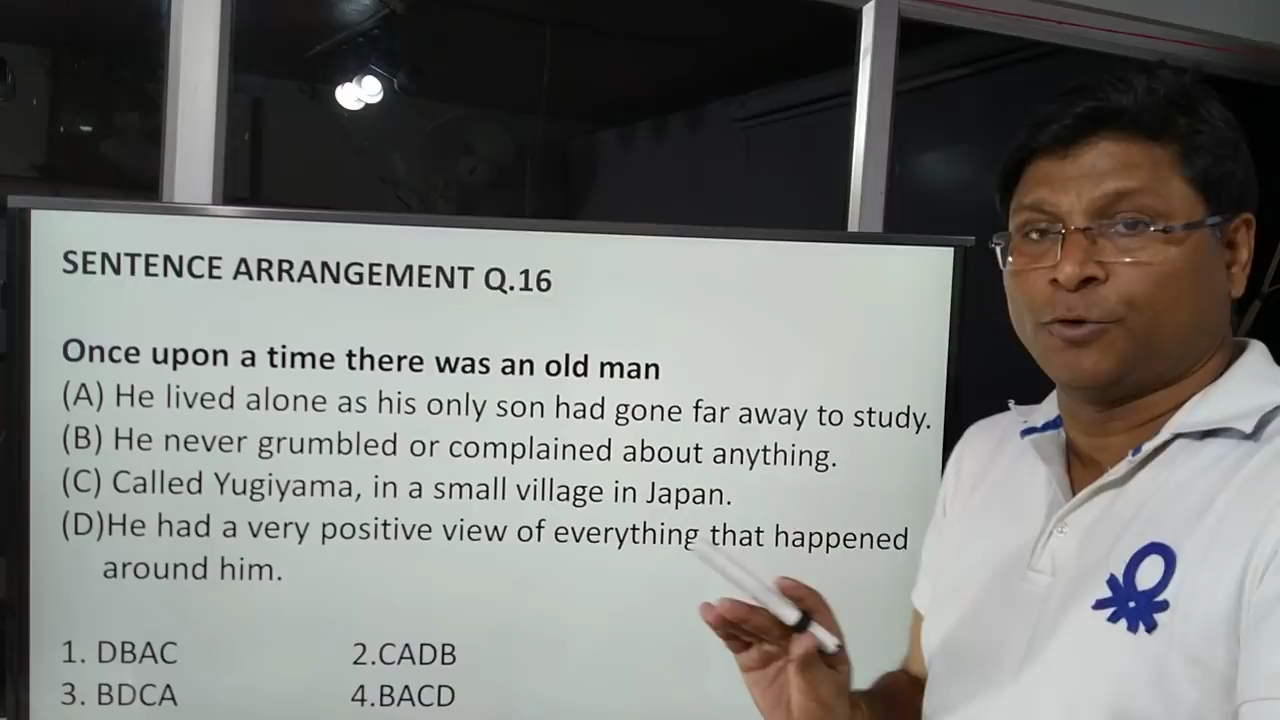 SENTENCE ARRANGEMENT Q.16
Once upon a time there was an old man
(A) He lived alone as his only son had gone far away to study.
(B) He never grumbled or complained about anything.
(C) Called Yugiyama, in a small village in Japan.
(D)He had a very positive view of everything that happened
around him.
1. DBAC 2.CADB
3. BDCA 4.BACD